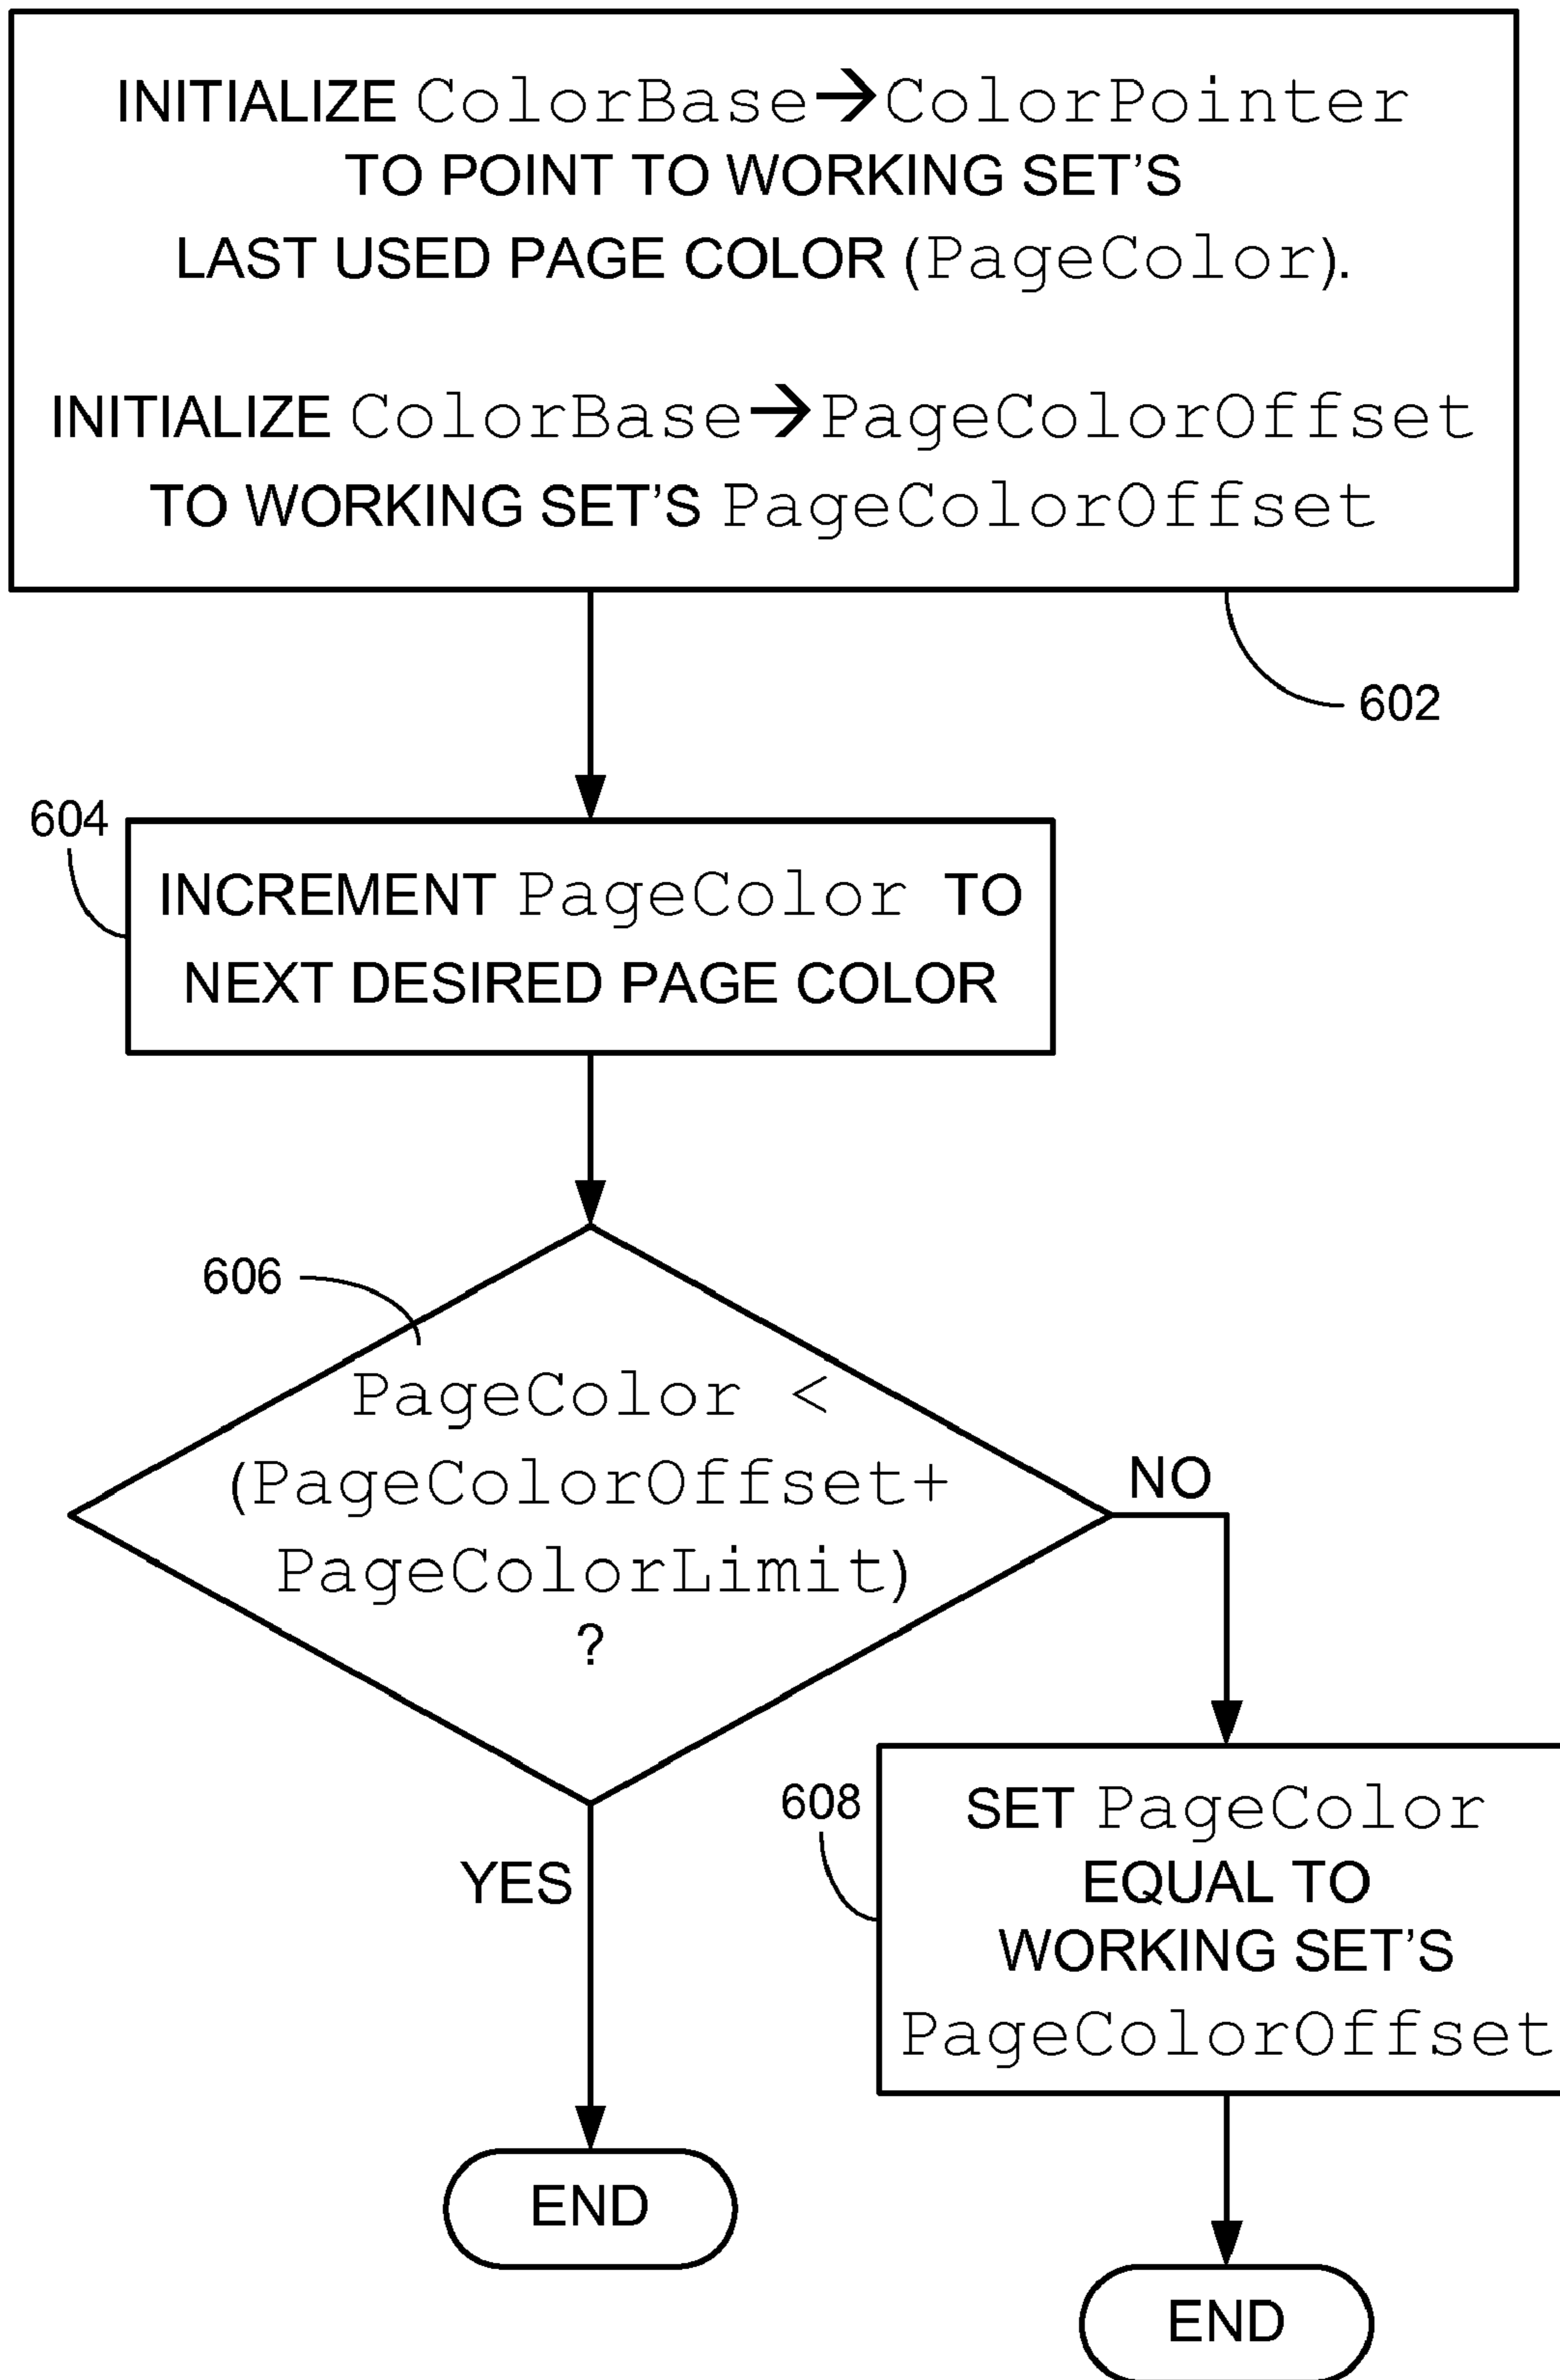 INITIALIZE ColorBase→ColorPointer
TO POINT TO WORKING SET'S
LAST USED PAGE COLOR (PageColor).
INITIALIZE ColorBase→PageColorOffset
TO WORKING SET'S PageColorOffset
602
604
INCREMENT PageColor TO
NEXT DESIRED PAGE COLOR
606
PageColor <
(PageColorOffset+
PageColorLimit)
?
NO
YES
608
SET PageColor
EQUAL TO
WORKING SET'S
PageColorOffset
END
END